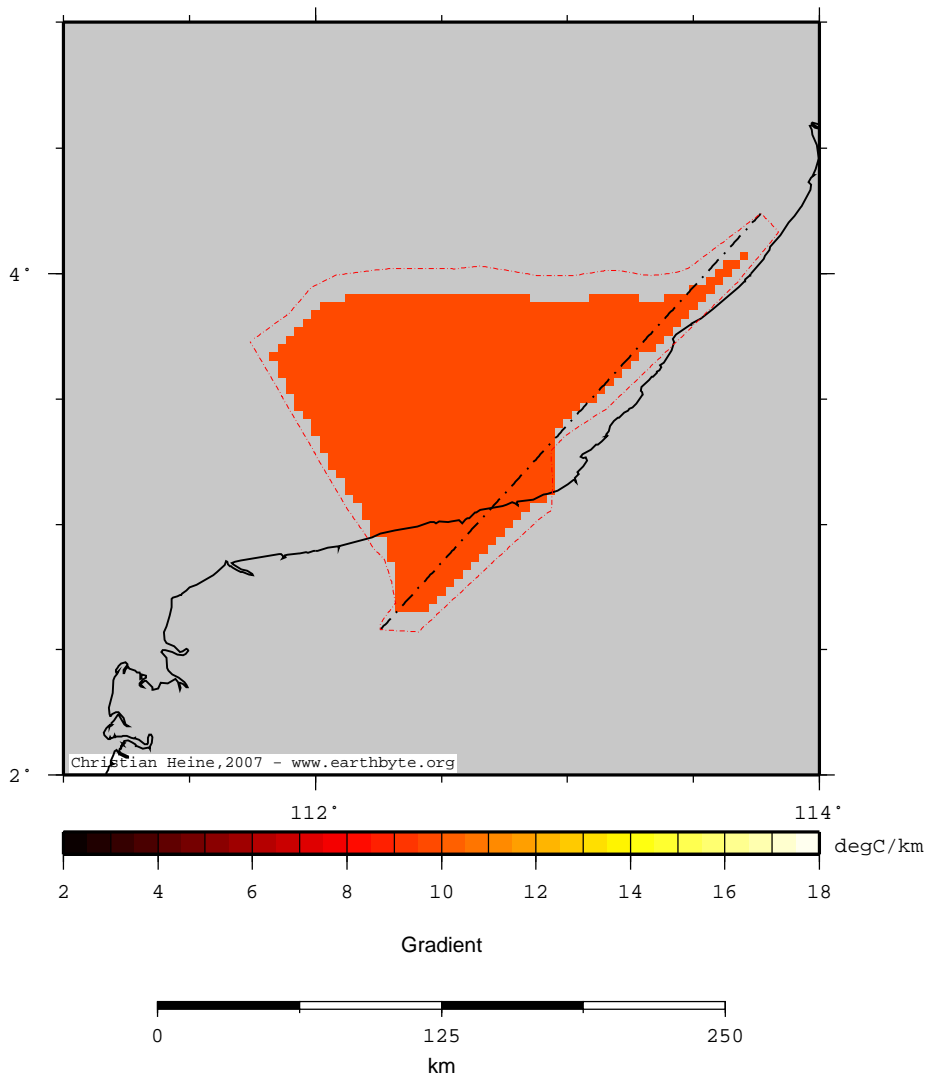 4°
2°
Christian Heine,2007 - www.earthbyte.org
112° 114°
degC/km
2 4 6 8 10 12 14 16 18
Gradient
0 125 250
km